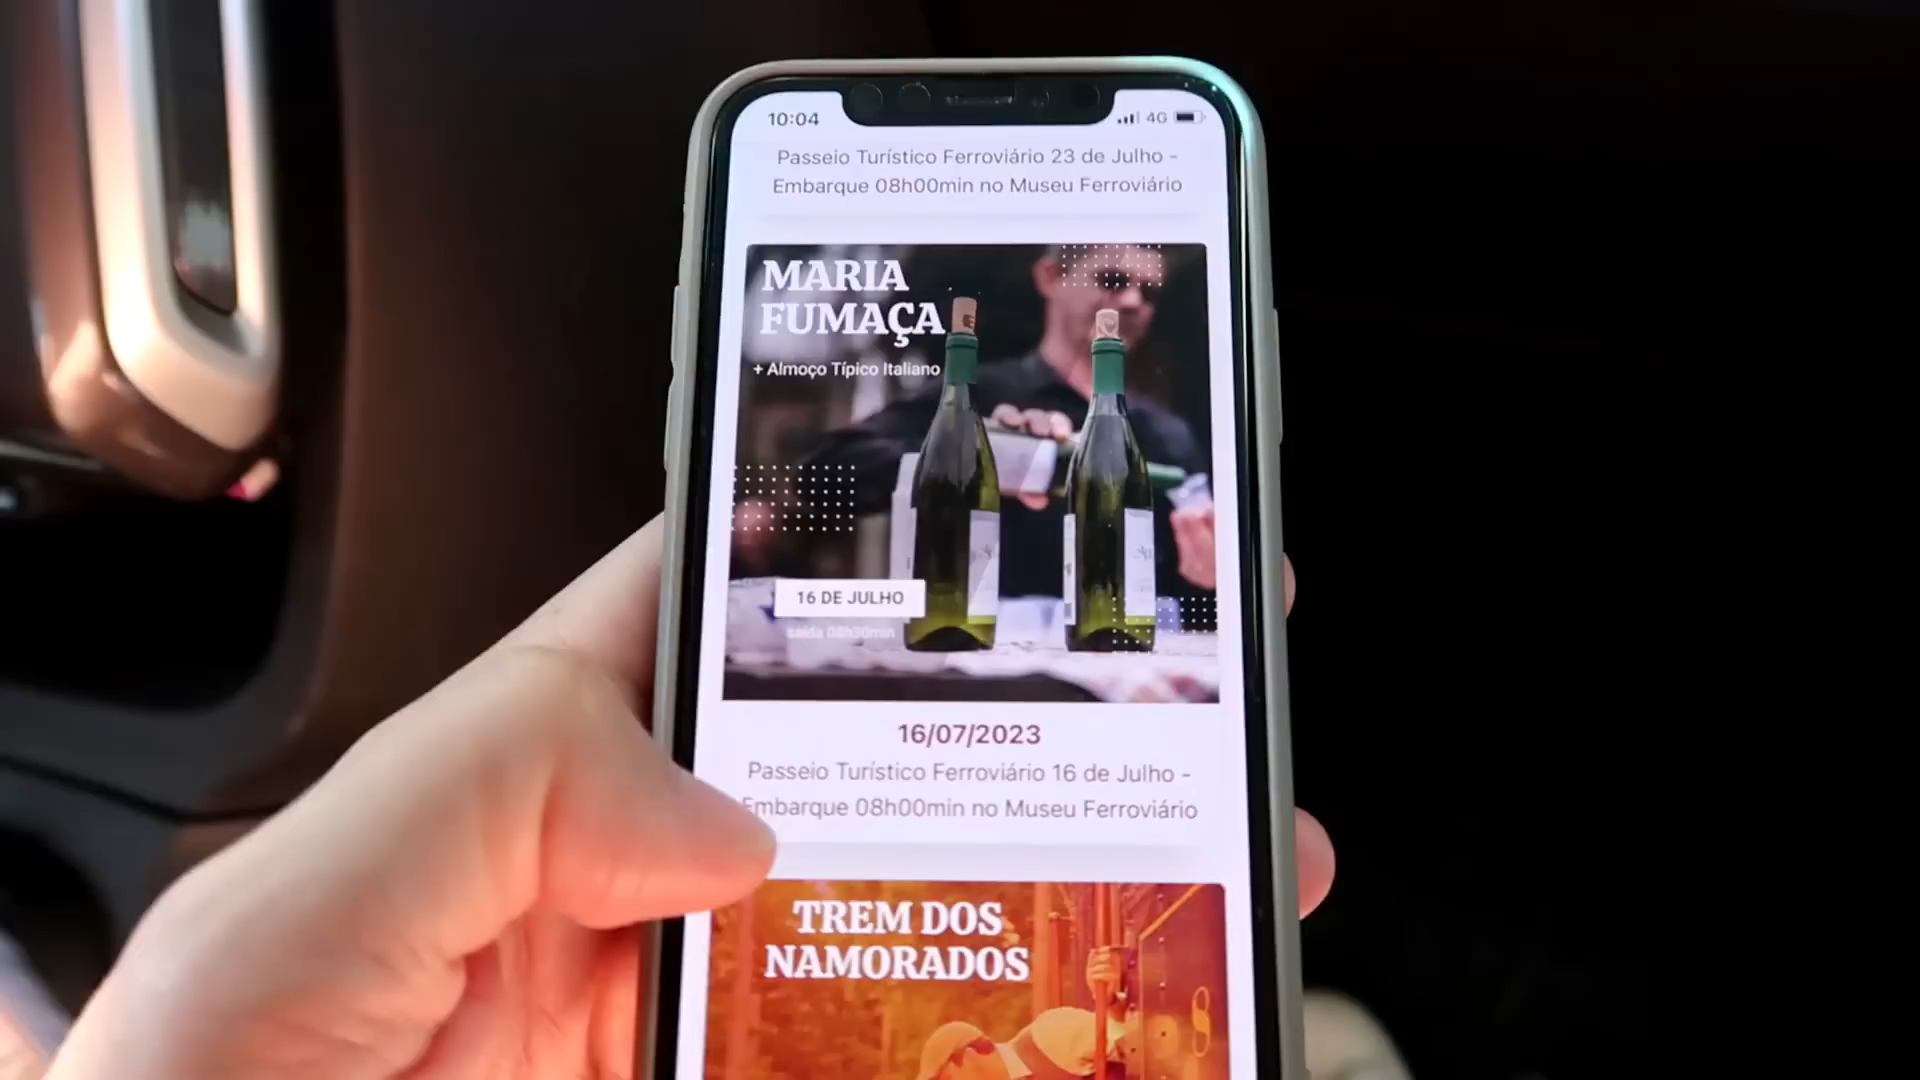 10:04
4G
Passeio Turístico Ferroviário 23 de Julho -
Embarque 08h00min no Museu Ferroviário
MARIA
FUMAÇA
+ Almoço Típico Italiano
16 DE JULHO
saída 08h30min
16/07/2023
Passeio Turístico Ferroviário 16 de Julho -
Embarque 08h00min no Museu Ferroviário
TREM DOS
NAMORADOS